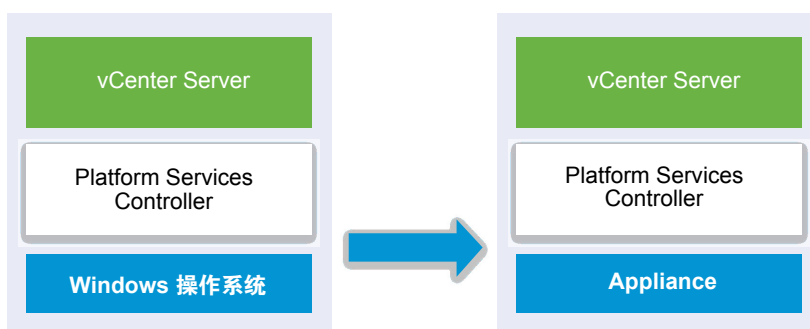 vCenter Server
Platform Services
Controller
Windows 操作系统
vCenter Server
Platform Services
Controller
Appliance